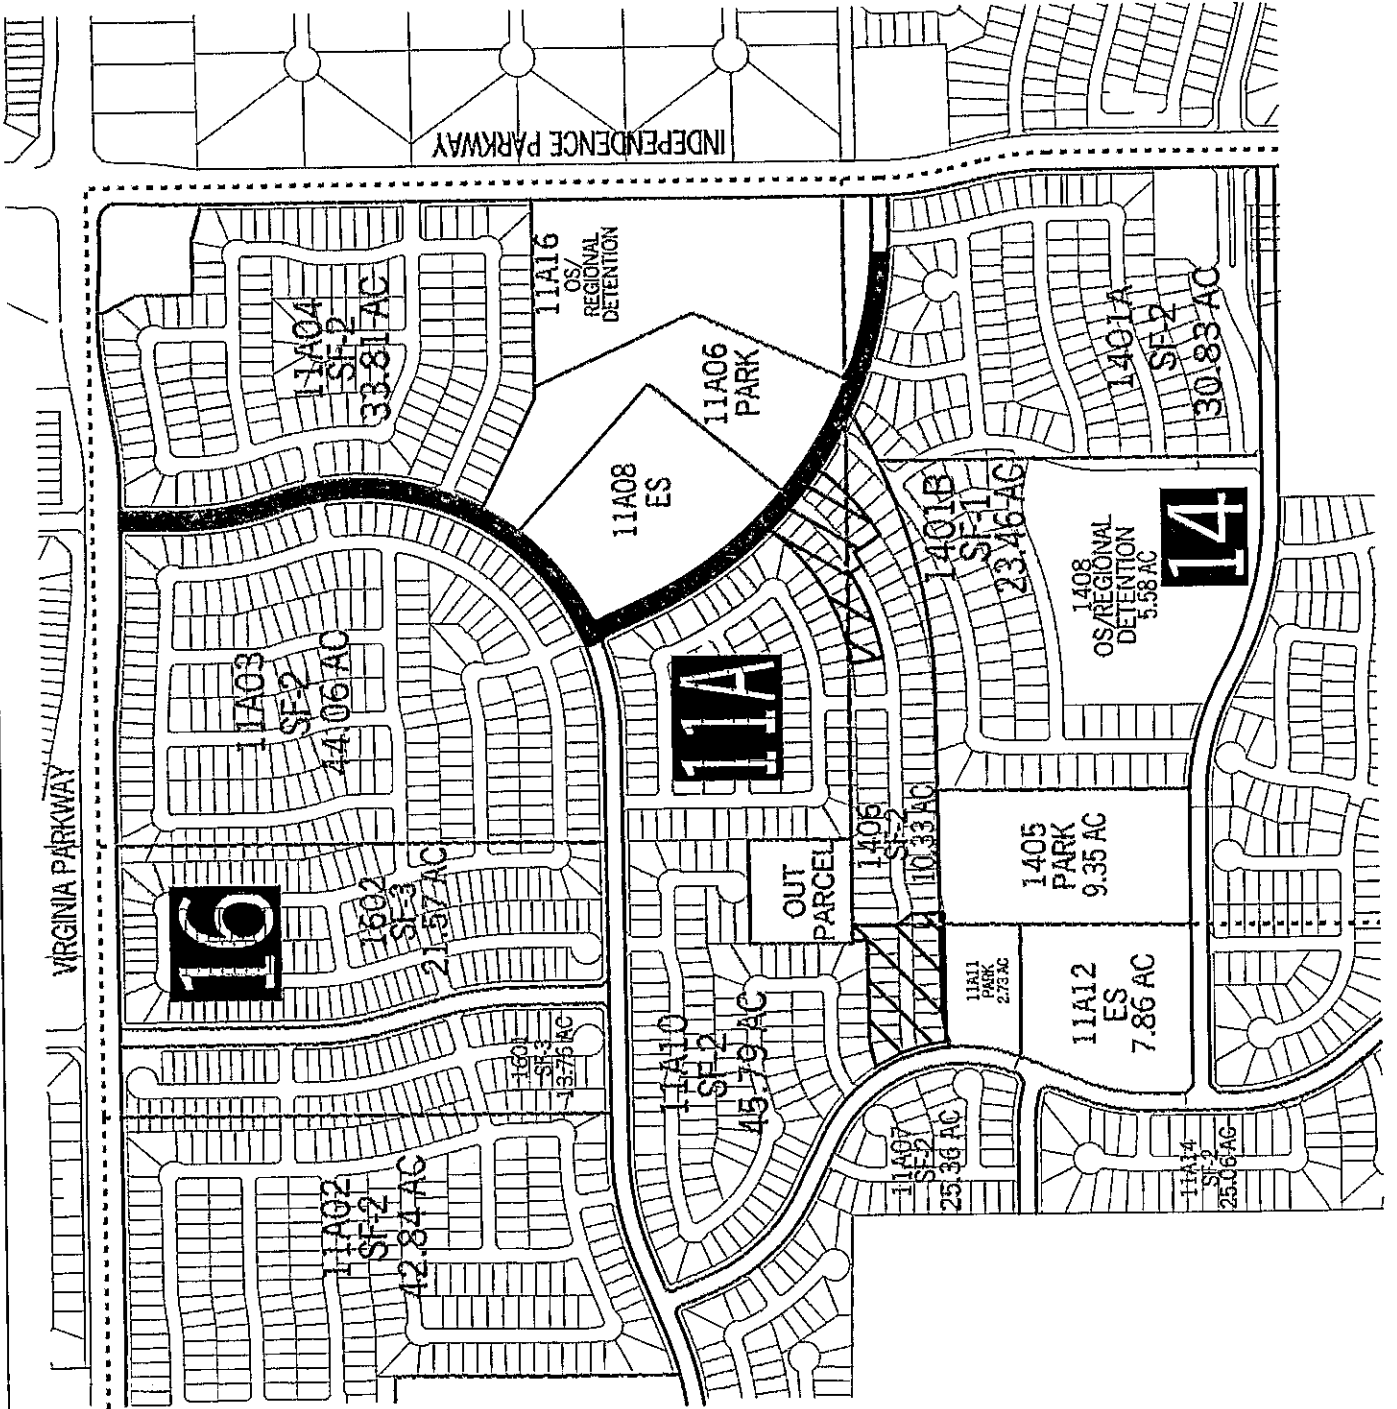 INDEPENDENCE PARKWAY
VIRGINIA PARKWAY
11A04
SF-2
33.81 AC
11A16
OS/
REGIONAL
DETENTION
11A06
PARK
11A08
ES
1401A
SF-2
30.83 AC
1401B
SF-1
23.46 AC
1408
OS/REGIONAL
DETENTION
5.58 AC
14
11A03
SF-2
44.06 AC
11A
16
1602
SF-3
21.57 AC
OUT
PARCEL
1406
SF-2
10.33 AC
1405
PARK
9.35 AC
1601
SF-3
13.75 AC
11A10
SF-2
45.79 AC
11A11
PARK
2.73 AC
11A12
ES
7.86 AC
11A02
SF-2
42.84 AC
11A07
SF-2
25.36 AC
11A14
SF-2
25.06 AC